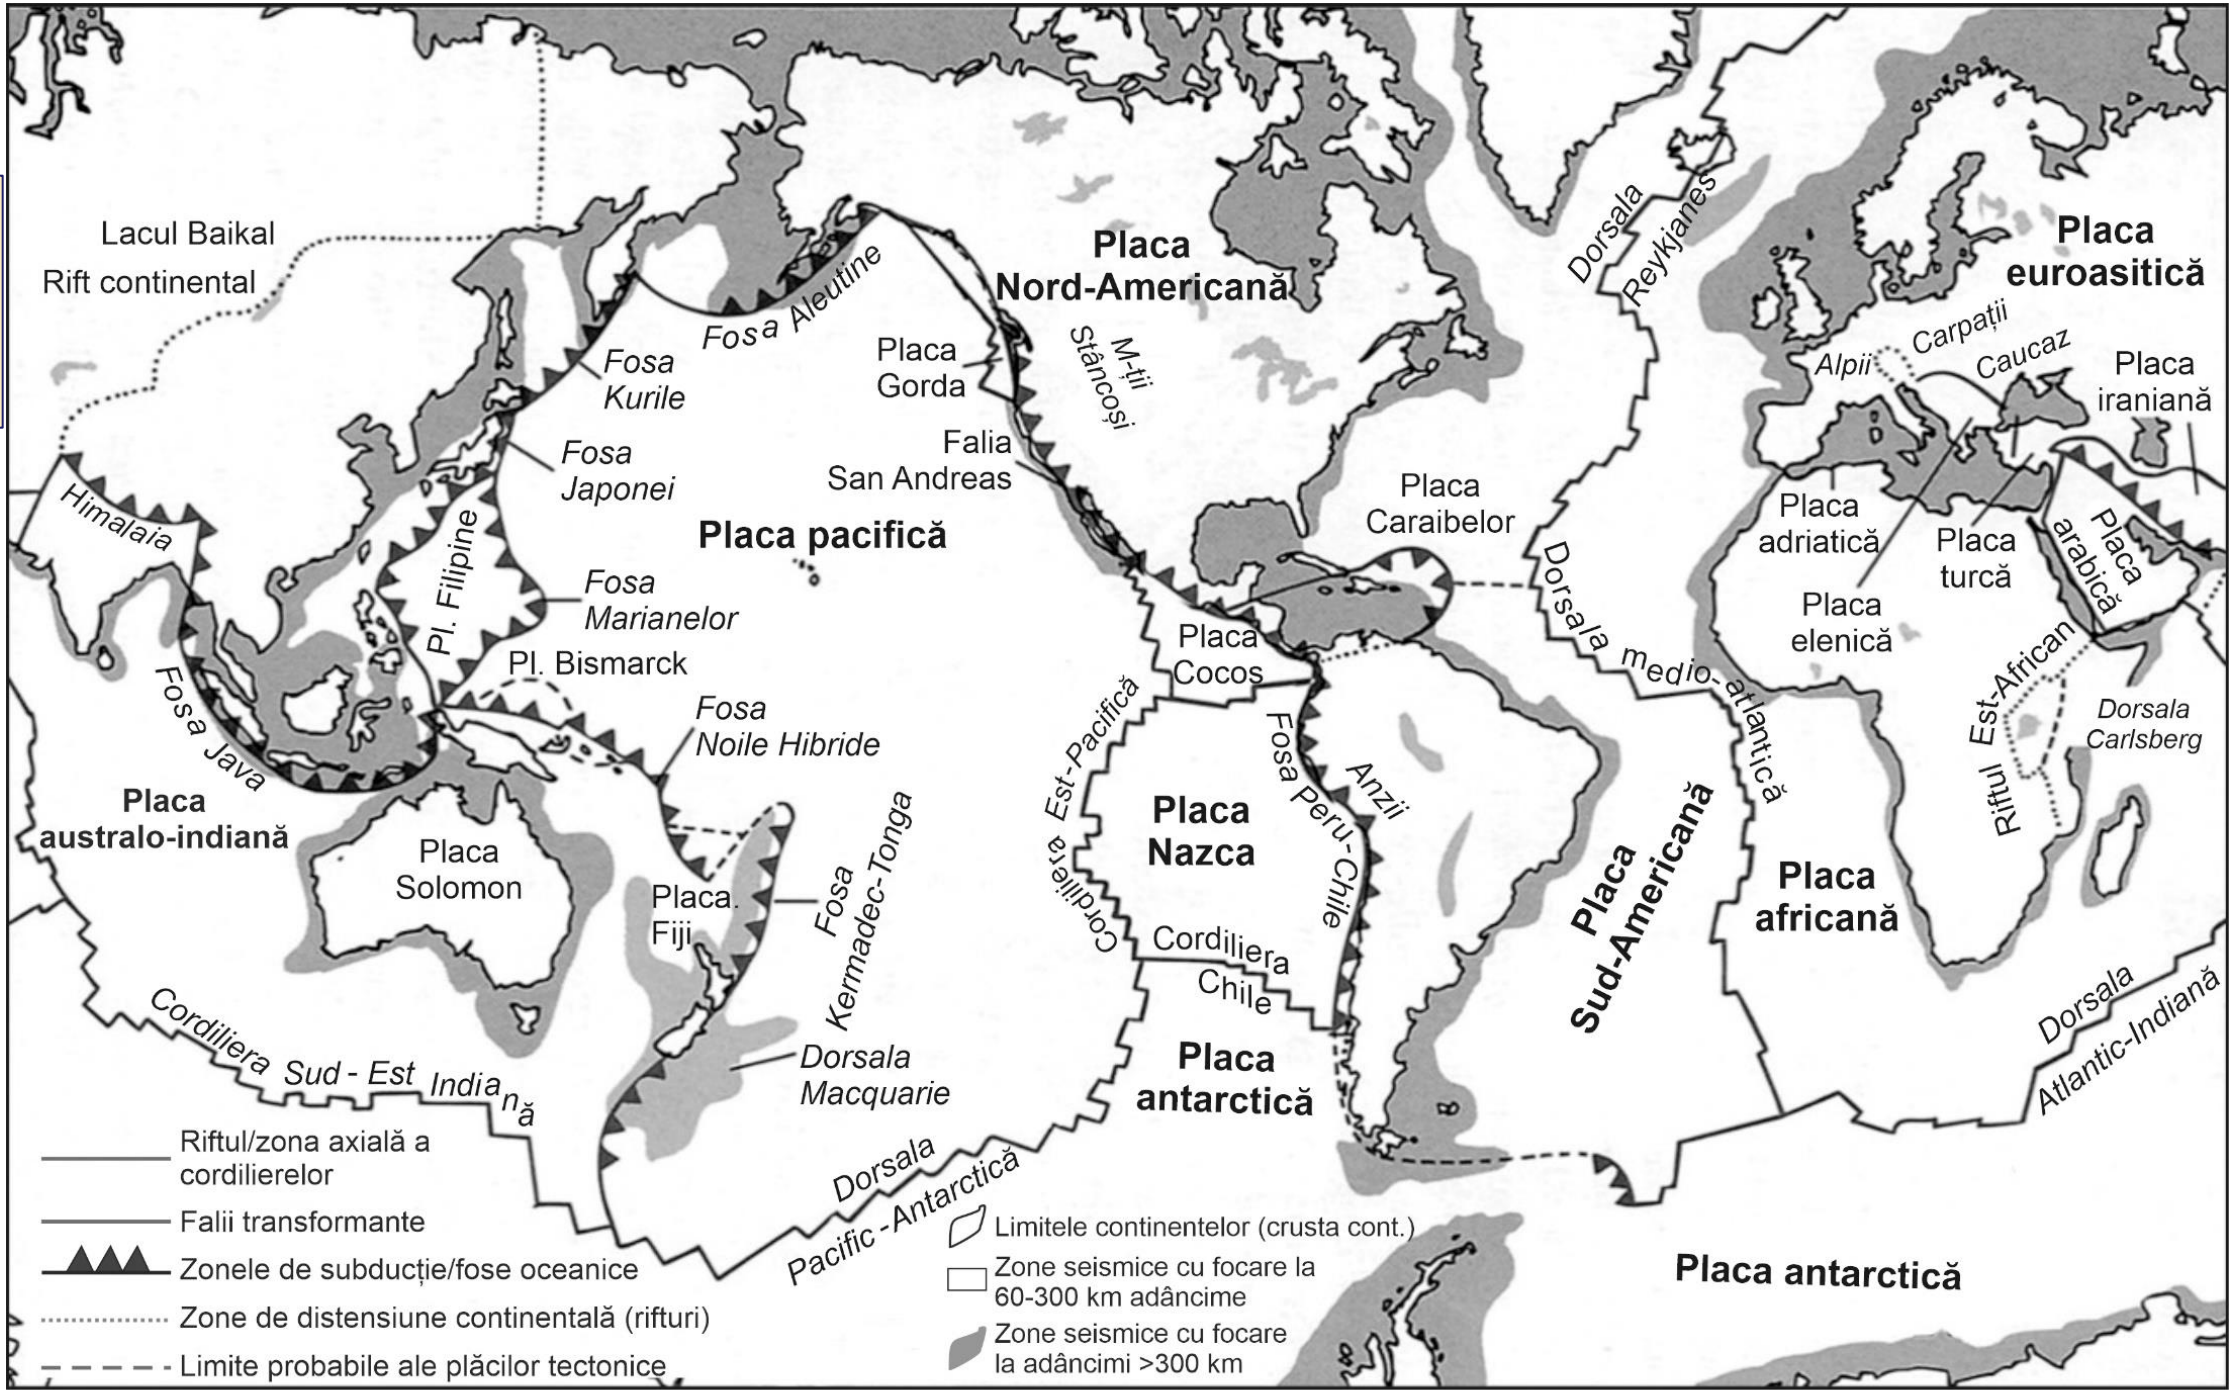 Lacul Baikal
Rift continental
Himalaia
Fosa Java
Placa
australo-indiană
Placa
Solomon
Cordiliera Sud-Est Indiană
Pl. Filipine
Pl. Bismarck
Fosa
Kurile
Fosa
Japonei
Fosa
Marianelor
Fosa
Noile Hibride
Placa.
Fiji
Fosa
Kermadec-Tonga
Dorsala
Macquarie
Fosa Aleutine
Placa pacifică
Placa
Gorda
Falia
San Andreas
Placa
Nord-Americană
M-ții
Stâncoși
Placa
Caraibelor
Placa
Cocos
Cordiliere Est-Pacifică
Placa
Nazca
Fosa Peru-Chile
Anzii
Cordiliera
Chile
Placa
antarctică
Dorsala
Pacific-Antarctică
Dorsala
Reykjanes
Dorsala medio-atlantică
Placa
Sud-Americană
Placa
africană
Placa
euroasitică
Alpii
Carpații
Caucaz
Placa
iraniană
Placa
adriatică
Placa
elenică
Placa
turcă
Placa
arabică
Riftul Est-African
Dorsala
Carlsberg
Dorsala
Atlantic-Indiană
Placa antarctică
Riftul/zona axială a
cordilierelor
Falii transformante
Zonele de subducție/fose oceanice
Zone de distensiune continentală (rifturi)
Limite probabile ale plăcilor tectonice
Limitele continentelor (crusta cont.)
Zone seismice cu focare la
60-300 km adâncime
Zone seismice cu focare
la adâncimi >300 km